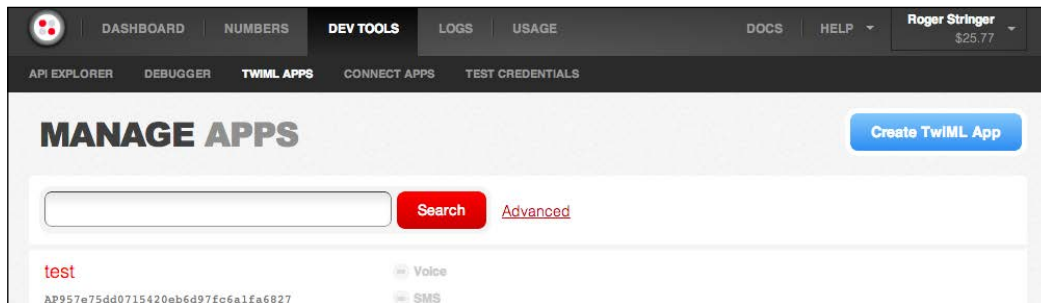 DASHBOARD NUMBERS DEV TOOLS LOGS USAGE DOCS HELP Roger Stringer
$25.77
API EXPLORER DEBUGGER TWIML APPS CONNECT APPS TEST CREDENTIALS
MANAGE APPS Create TwiML App
Search Advanced
test Voice
AP957e75dd0715420eb6d97fc6a1fa6827 SMS